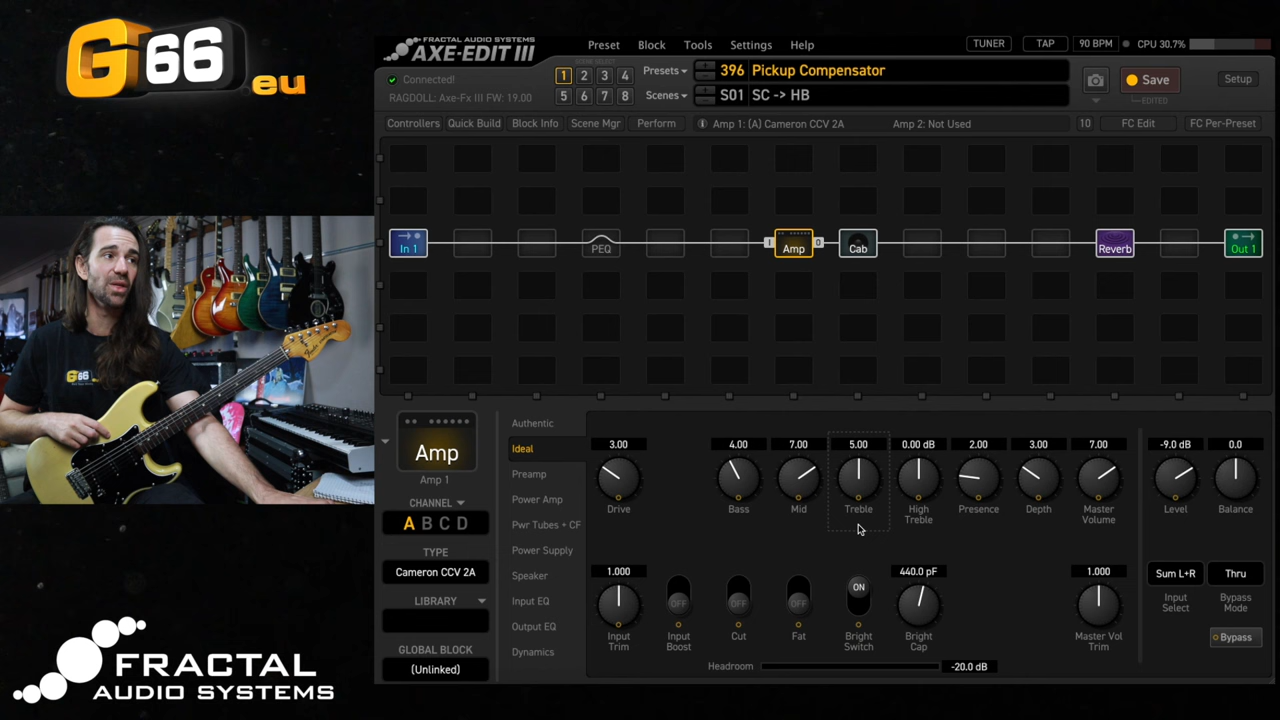 G66
.eu
FRACTAL AUDIO SYSTEMS
AXE-EDIT III
Preset Block Tools Settings Help
TUNER TAP 90 BPM CPU 30.7%
Connected!
RAGDOLL: Axe-Fx III FW: 19.00
SCENE SELECT
1 2 3 4
5 6 7 8
Presets
396 Pickup Compensator
Scenes
S01 SC -> HB
Save
EDITED
Setup
Controllers Quick Build Block Info Scene Mgr Perform
Amp 1: (A) Cameron CCV 2A Amp 2: Not Used
10 FC Edit FC Per-Preset
In 1 PEQ I Amp O Cab Reverb Out 1
Amp
Amp 1
CHANNEL
A B C D
TYPE
Cameron CCV 2A
LIBRARY
GLOBAL BLOCK
(Unlinked)
Authentic
Ideal
Preamp
Power Amp
Pwr Tubes + CF
Power Supply
Speaker
Input EQ
Output EQ
Dynamics
3.00 4.00 7.00 5.00 0.00 dB 2.00 3.00 7.00 -9.0 dB 0.0
Drive Bass Mid Treble High Treble Presence Depth Master Volume Level Balance
1.000 OFF OFF OFF ON 440.0 pF 1.000 Sum L+R Thru
Input Trim Input Boost Cut Fat Bright Switch Bright Cap Master Vol Trim Input Select Bypass Mode
Bypass
Headroom -20.0 dB
G66
FRACTAL
AUDIO SYSTEMS